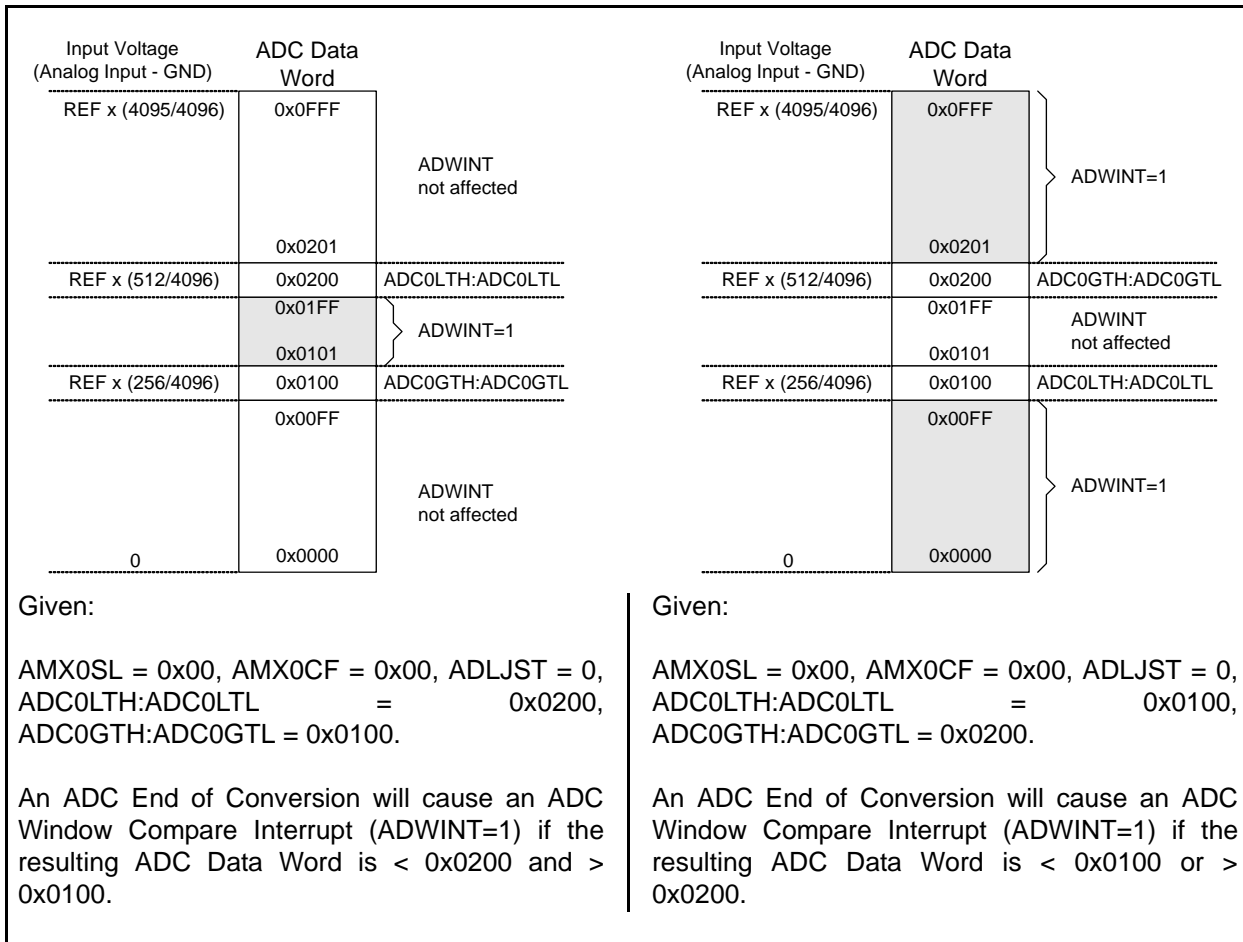 Input Voltage
(Analog Input - GND)
ADC Data
Word
REF x (4095/4096)
0x0FFF
ADWINT
not affected
0x0201
REF x (512/4096)
0x0200
ADC0LTH:ADC0LTL
0x01FF
ADWINT=1
0x0101
REF x (256/4096)
0x0100
ADC0GTH:ADC0GTL
0x00FF
ADWINT
not affected
0
0x0000
Given:
AMX0SL = 0x00, AMX0CF = 0x00, ADLJST = 0,
ADC0LTH:ADC0LTL = 0x0200,
ADC0GTH:ADC0GTL = 0x0100.
An ADC End of Conversion will cause an ADC
Window Compare Interrupt (ADWINT=1) if the
resulting ADC Data Word is < 0x0200 and >
0x0100.
Input Voltage
(Analog Input - GND)
ADC Data
Word
REF x (4095/4096)
0x0FFF
ADWINT=1
0x0201
REF x (512/4096)
0x0200
ADC0GTH:ADC0GTL
0x01FF
ADWINT
not affected
0x0101
REF x (256/4096)
0x0100
ADC0LTH:ADC0LTL
0x00FF
ADWINT=1
0
0x0000
Given:
AMX0SL = 0x00, AMX0CF = 0x00, ADLJST = 0,
ADC0LTH:ADC0LTL = 0x0100,
ADC0GTH:ADC0GTL = 0x0200.
An ADC End of Conversion will cause an ADC
Window Compare Interrupt (ADWINT=1) if the
resulting ADC Data Word is < 0x0100 or >
0x0200.